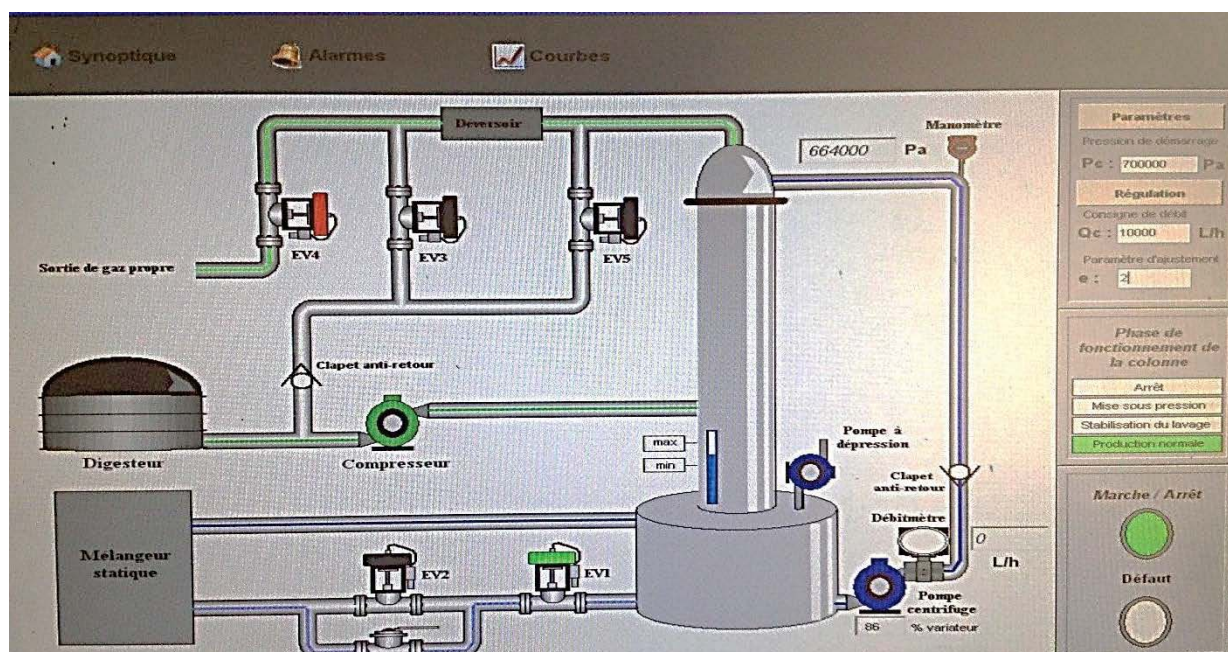 Synoptique
Alarmes
Courbes
Déversoir
664000 Pa
Manomètre
EV4
EV3
EV5
Sortie de gaz propre
Clapet anti-retour
Digesteur
Compresseur
max
min
Pompe à
dépression
Clapet
anti-retour
Débitmètre
0
L/h
Mélangeur
statique
EV2
EV1
Pompe
centrifuge
86 % variateur
Paramètres
Pression de démarrage
Pc : 700000 Pa
Régulation
Consigne de débit
Qc : 10000 L/h
Paramètre d'ajustement
e : 2
Phase de
fonctionnement de
la colonne
Arrêt
Mise sous pression
Stabilisation du lavage
Production normale
Marche / Arrêt
Défaut